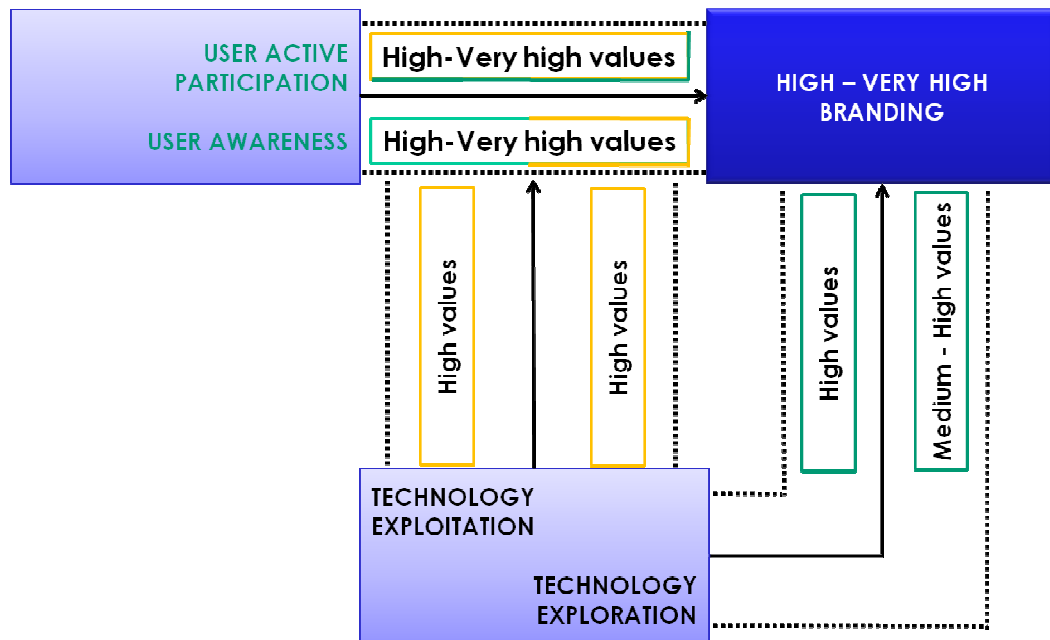 USER ACTIVE
PARTICIPATION
USER AWARENESS
High-Very high values
High-Very high values
HIGH – VERY HIGH
BRANDING
High values
High values
High values
Medium - High values
TECHNOLOGY
EXPLOITATION
TECHNOLOGY
EXPLORATION